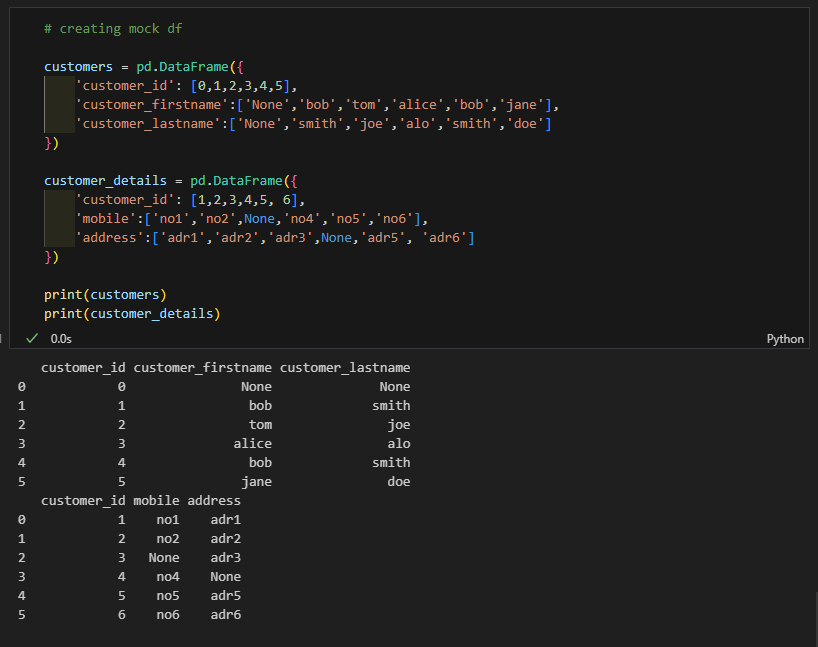 # creating mock df
customers = pd.DataFrame({
'customer_id': [0,1,2,3,4,5],
'customer_firstname':['None','bob','tom','alice','bob','jane'],
'customer_lastname':['None','smith','joe','alo','smith','doe']
})
customer_details = pd.DataFrame({
'customer_id': [1,2,3,4,5, 6],
'mobile':['no1','no2',None,'no4','no5','no6'],
'address':['adr1','adr2','adr3',None,'adr5', 'adr6']
})
print(customers)
print(customer_details)
0.0s Python
customer_id customer_firstname customer_lastname
0 0 None None
1 1 bob smith
2 2 tom joe
3 3 alice alo
4 4 bob smith
5 5 jane doe
customer_id mobile address
0 1 no1 adr1
1 2 no2 adr2
2 3 None adr3
3 4 no4 None
4 5 no5 adr5
5 6 no6 adr6